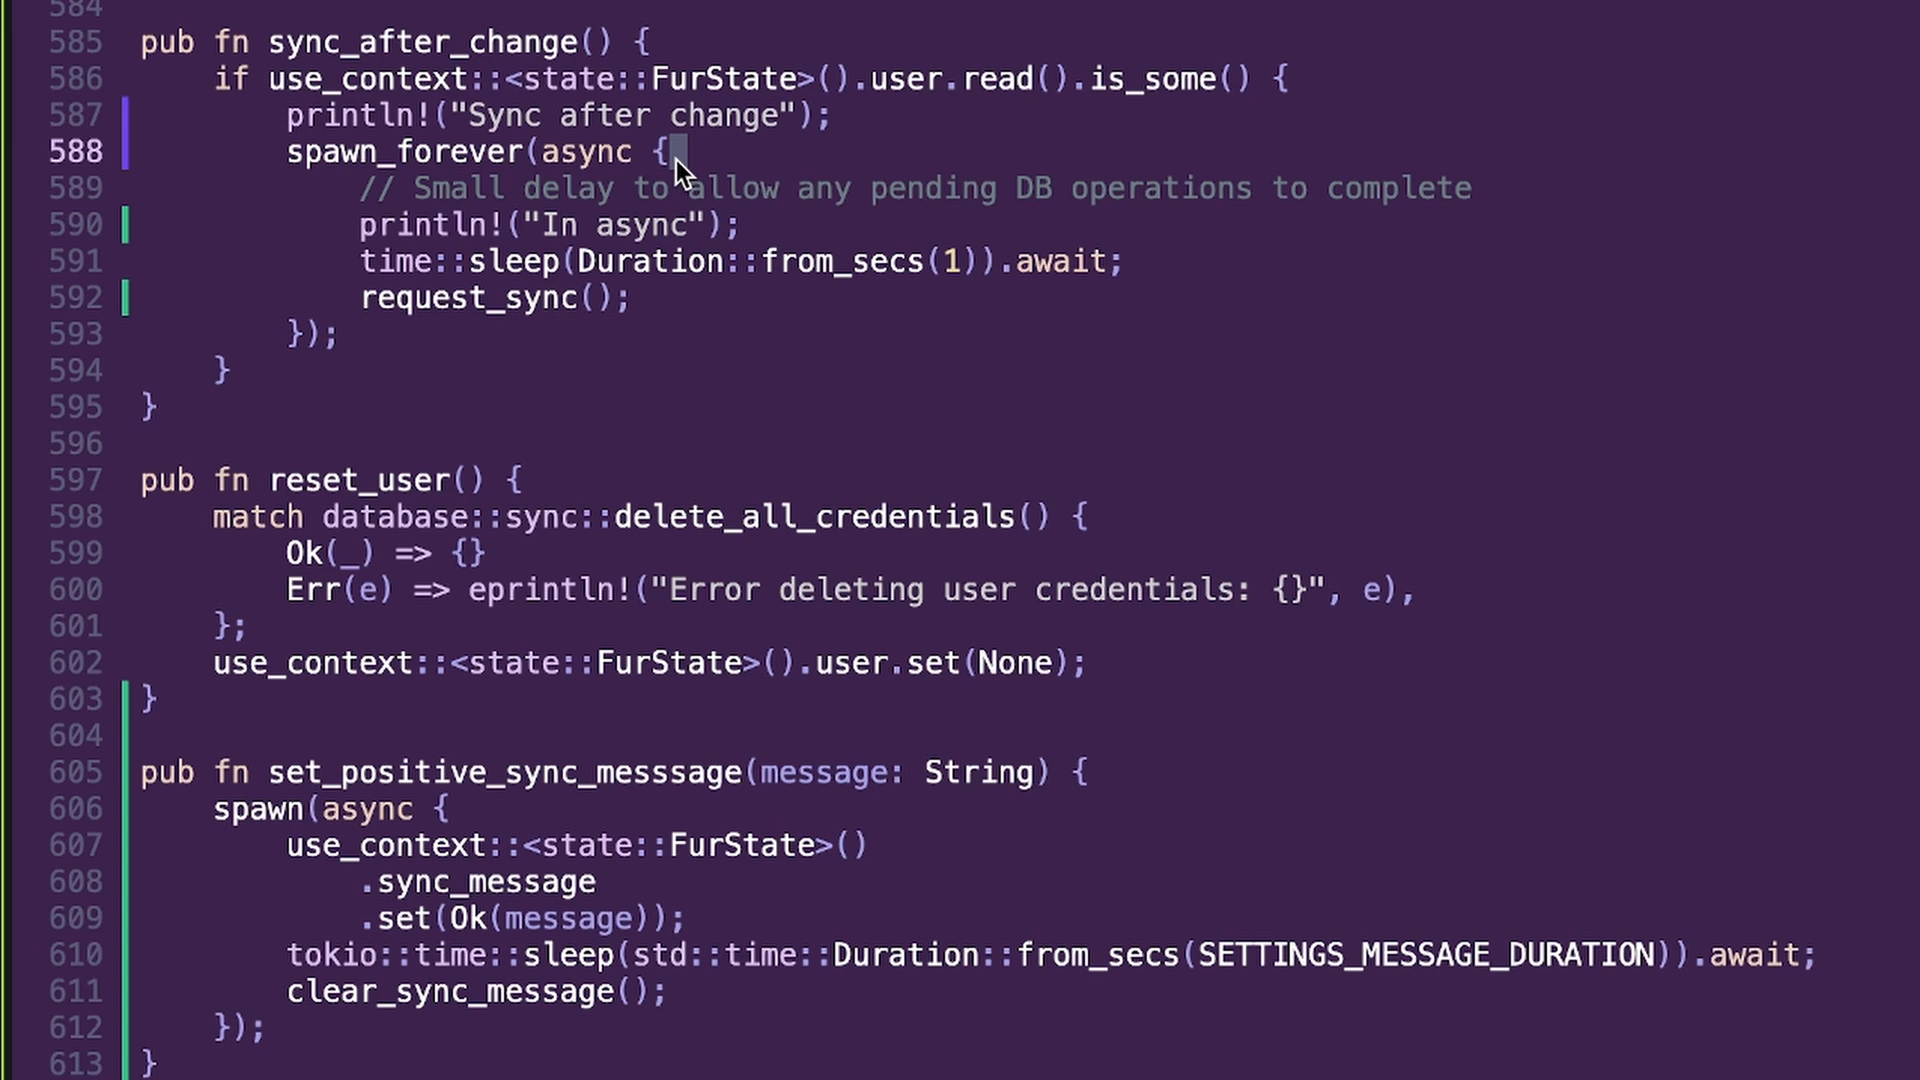 584
585 pub fn sync_after_change() {
586     if use_context::<state::FurState>().user.read().is_some() {
587         println!("Sync after change");
588         spawn_forever(async {
589             // Small delay to allow any pending DB operations to complete
590             println!("In async");
591             time::sleep(Duration::from_secs(1)).await;
592             request_sync();
593         });
594     }
595 }
596
597 pub fn reset_user() {
598     match database::sync::delete_all_credentials() {
599         Ok(_) => {}
600         Err(e) => eprintln!("Error deleting user credentials: {}", e),
601     };
602     use_context::<state::FurState>().user.set(None);
603 }
604
605 pub fn set_positive_sync_messsage(message: String) {
606     spawn(async {
607         use_context::<state::FurState>()
608             .sync_message
609             .set(Ok(message));
610         tokio::time::sleep(std::time::Duration::from_secs(SETTINGS_MESSAGE_DURATION)).await;
611         clear_sync_message();
612     });
613 }